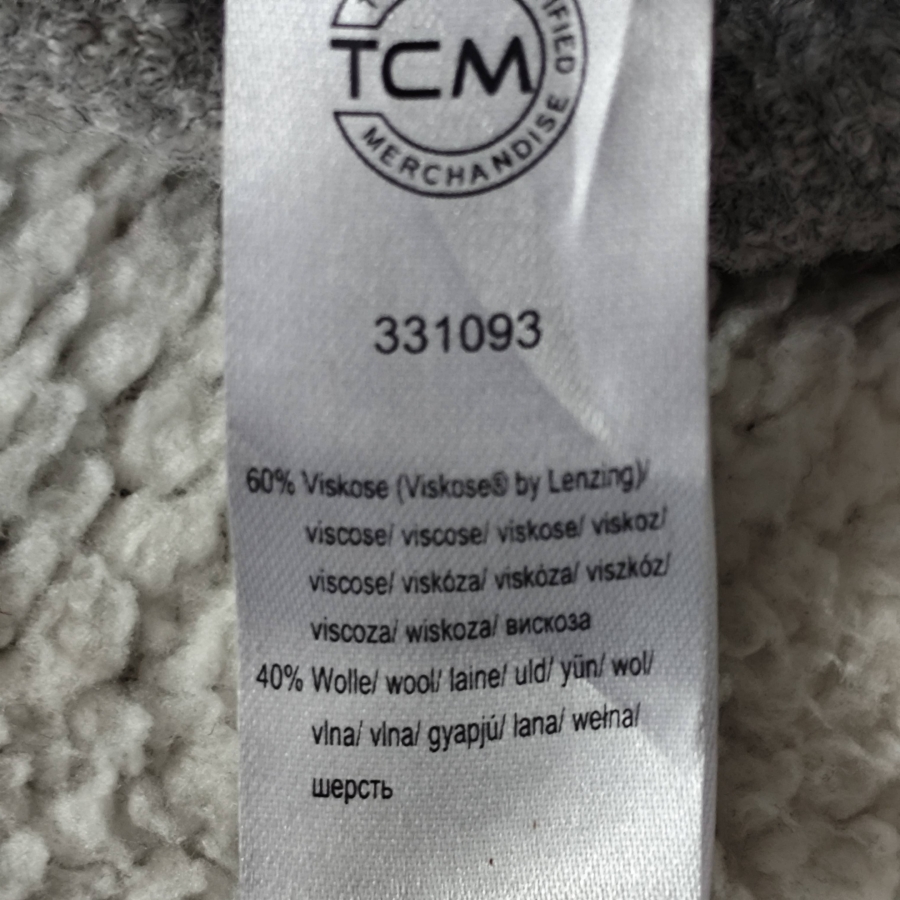 TCM
MERCHANDISE
331093
60% Viskose (Viskose® by Lenzing)/
viscose/ viscose/ viskose/ viskoz/
viscose/ viskóza/ viskóza/ viszkóz/
viscoza/ wiskoza/ вискоза
40% Wolle/ wool/ laine/ uld/ yün/ wol/
vlna/ vlna/ gyapjú/ lana/ wełna/
шерсть